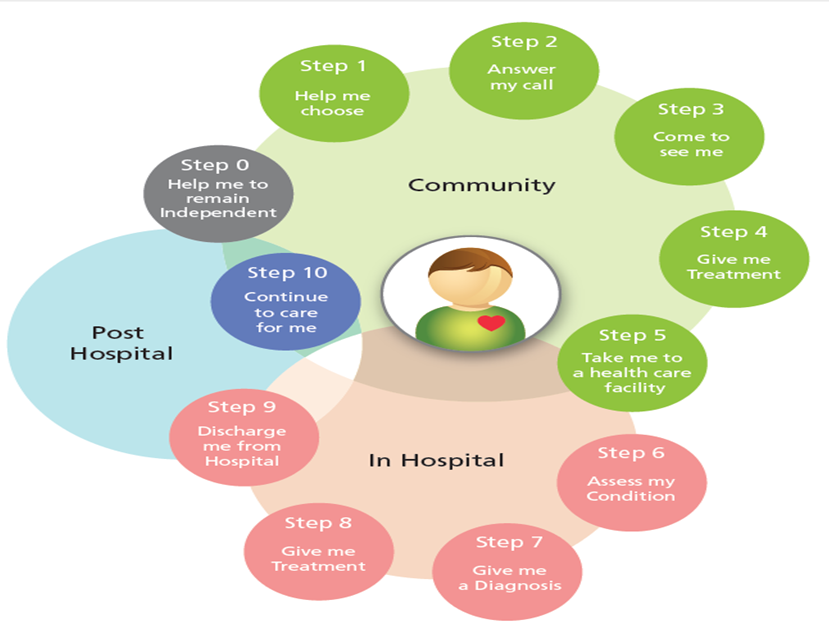 Step 0
Help me to
remain
Independent
Step 1
Help me
choose
Step 2
Answer
my call
Step 3
Come to
see me
Step 4
Give me
Treatment
Step 5
Take me to
a health care
facility
Step 6
Assess my
Condition
Step 7
Give me
a Diagnosis
Step 8
Give me
Treatment
Step 9
Discharge
me from
Hospital
Step 10
Continue
to care
for me
Community
Post
Hospital
In Hospital